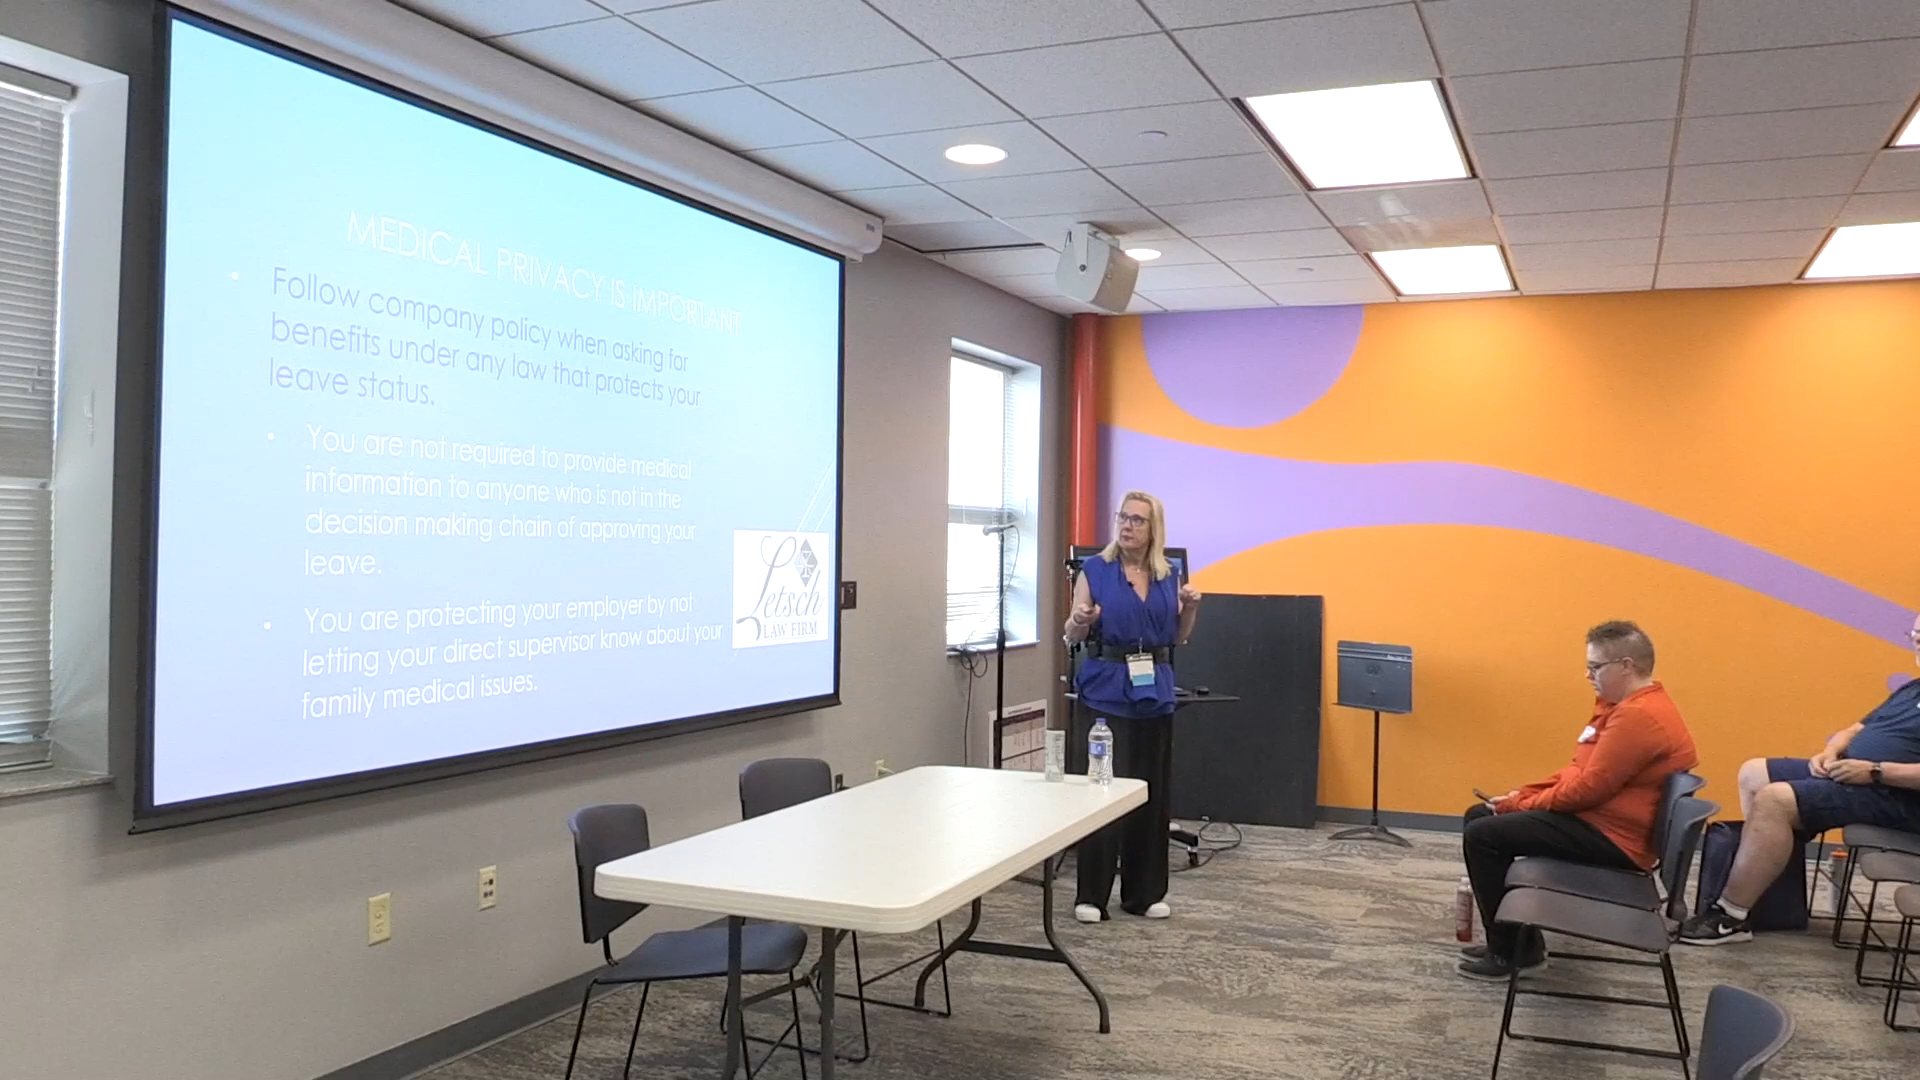 MEDICAL PRIVACY IS IMPORTANT
• Follow company policy when asking for
benefits under any law that protects your
leave status.
• You are not required to provide medical
information to anyone who is not in the
decision making chain of approving your
leave.
• You are protecting your employer by not
letting your direct supervisor know about your
family medical issues.
Letsch
LAW FIRM